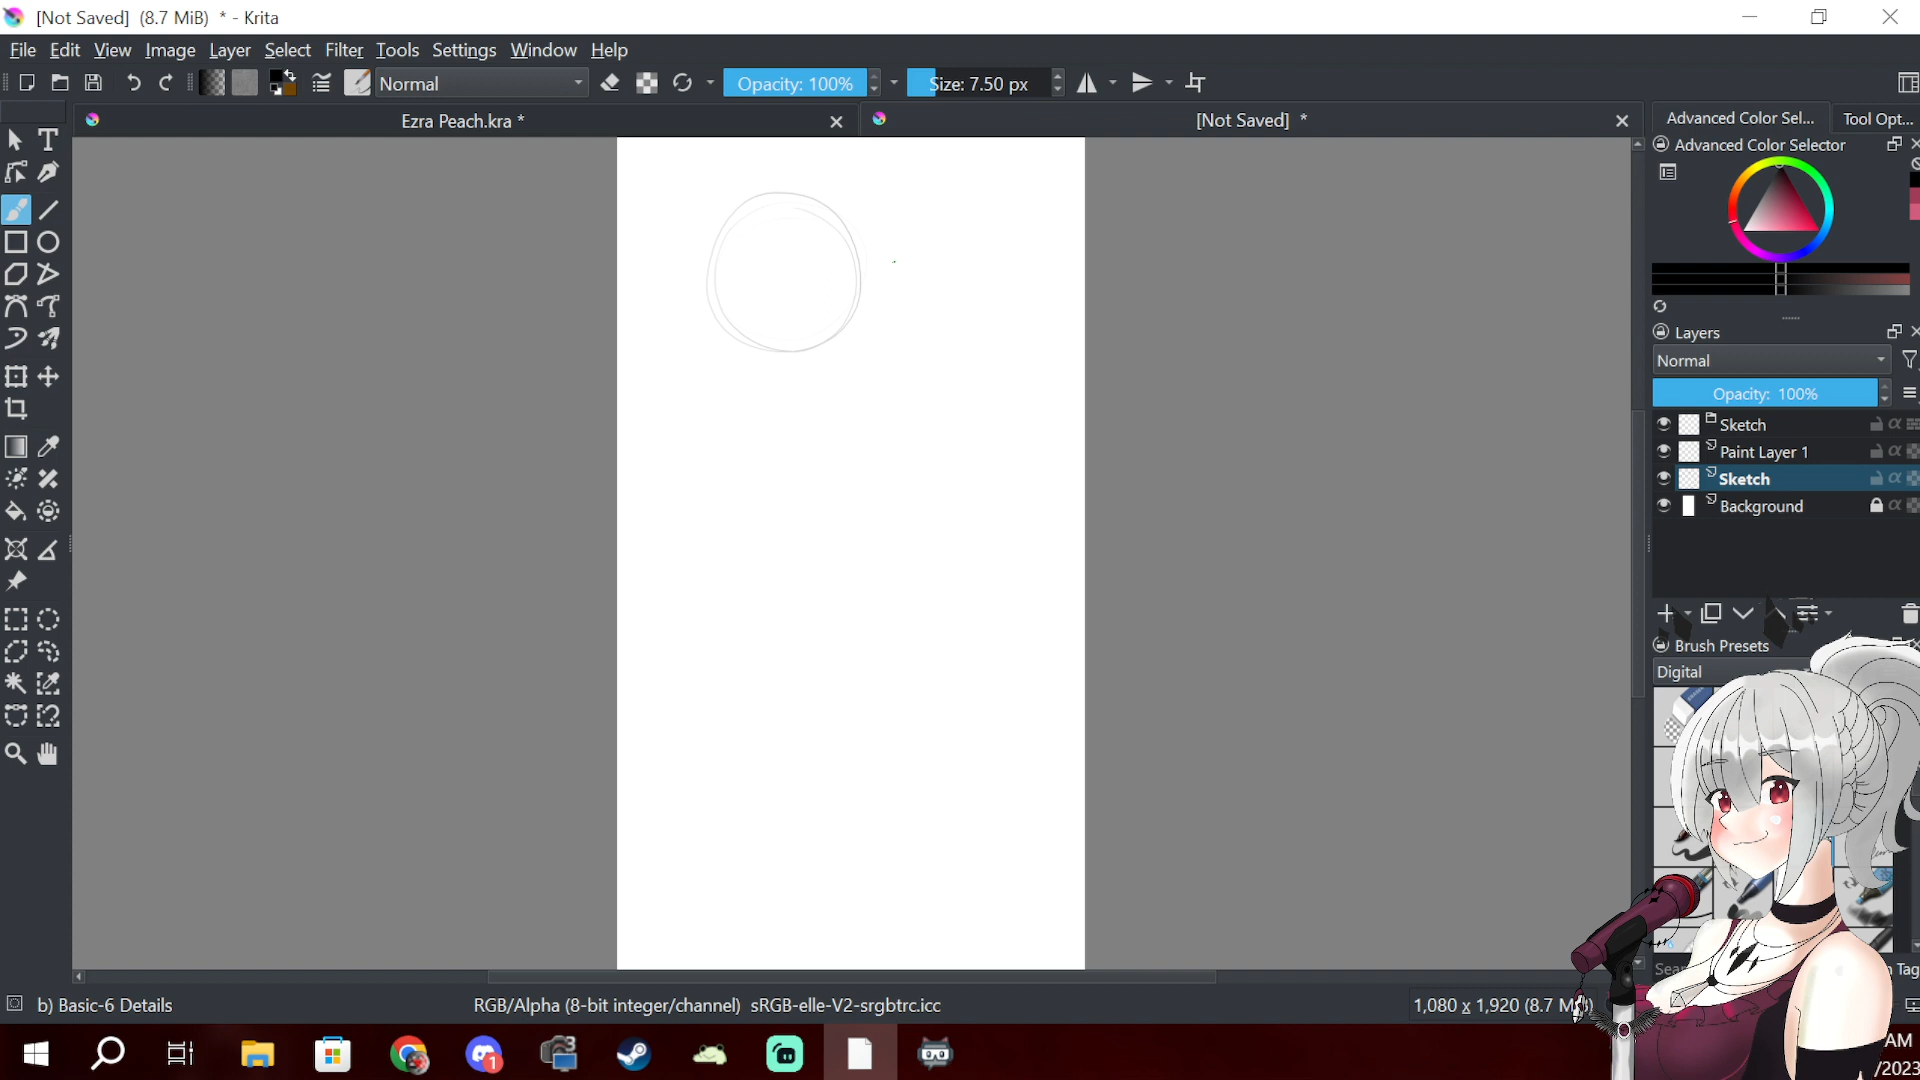 [Not Saved] (8.7 MiB) * - Krita
File Edit View Image Layer Select Filter Tools Settings Window Help
Normal Opacity: 100% Size: 7.50 px
Ezra Peach.kra * [Not Saved] * Advanced Color Sel... Tool Opt...
Advanced Color Selector
Layers
Normal
Opacity: 100%
Sketch
Paint Layer 1
Sketch
Background
Brush Presets
Digital
b) Basic-6 Details RGB/Alpha (8-bit integer/channel) sRGB-elle-V2-srgbtrc.icc 1,080 x 1,920 (8.7 M
Tag
1
3
AM
/2023